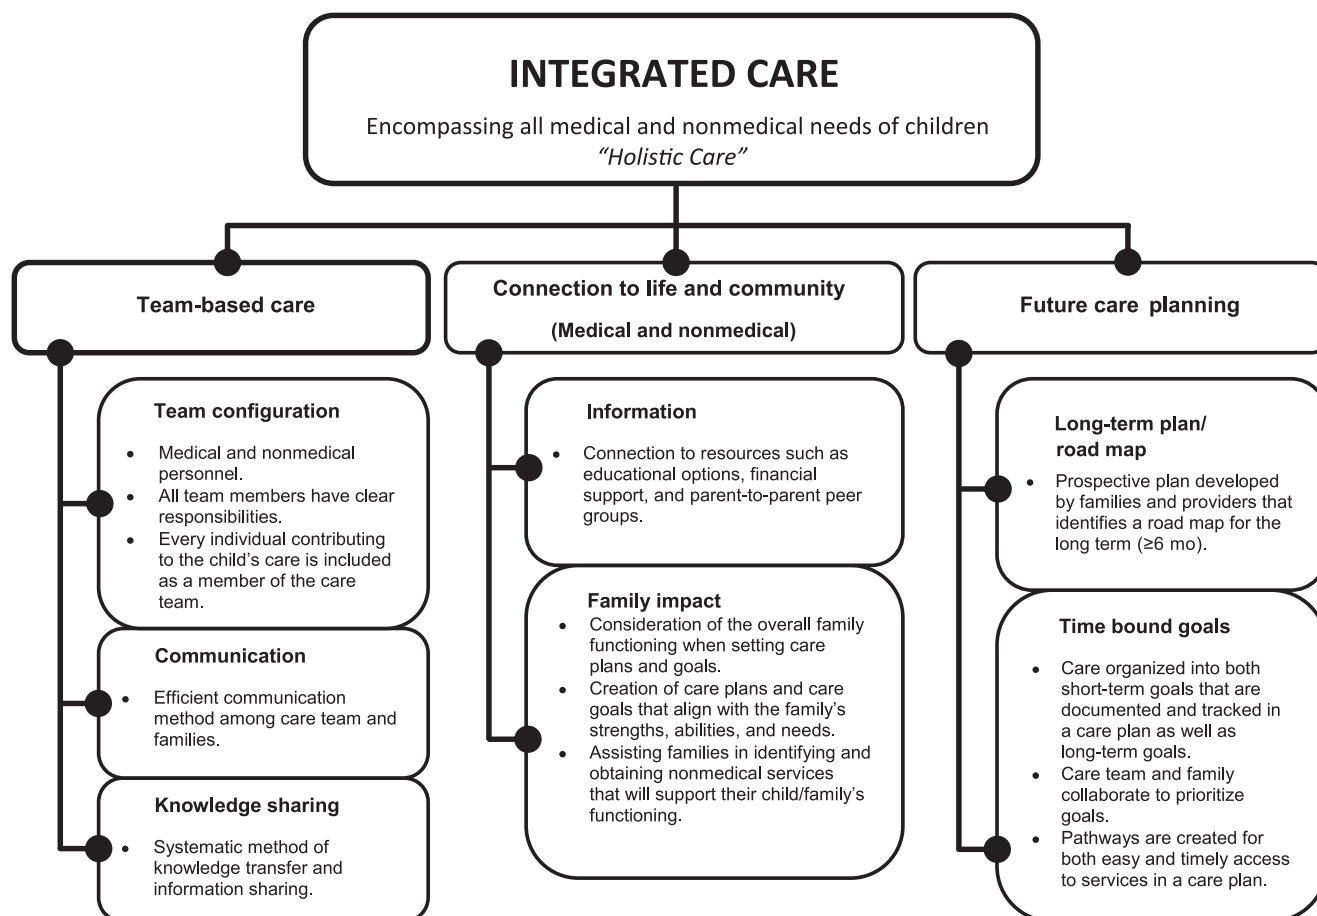 INTEGRATED CARE
Encompassing all medical and nonmedical needs of children
“Holistic Care”
Team-based care
Team configuration
• Medical and nonmedical
personnel.
• All team members have clear
responsibilities.
• Every individual contributing
to the child’s care is included
as a member of the care
team.
Communication
• Efficient communication
method among care team and
families.
Knowledge sharing
• Systematic method of
knowledge transfer and
information sharing.
Connection to life and community
(Medical and nonmedical)
Information
• Connection to resources such as
educational options, financial
support, and parent-to-parent peer
groups.
Family impact
• Consideration of the overall family
functioning when setting care
plans and goals.
• Creation of care plans and care
goals that align with the family’s
strengths, abilities, and needs.
• Assisting families in identifying and
obtaining nonmedical services
that will support their child/family’s
functioning.
Future care planning
Long-term plan/
road map
• Prospective plan developed
by families and providers that
identifies a road map for the
long term (≥6 mo).
Time bound goals
• Care organized into both
short-term goals that are
documented and tracked in
a care plan as well as
long-term goals.
• Care team and family
collaborate to prioritize
goals.
• Pathways are created for
both easy and timely access
to services in a care plan.